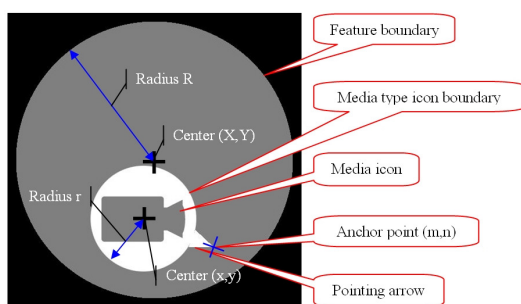 Feature boundary
Radius R
Media type icon boundary
Center (X,Y)
Media icon
Radius r
Anchor point (m,n)
Center (x,y)
Pointing arrow